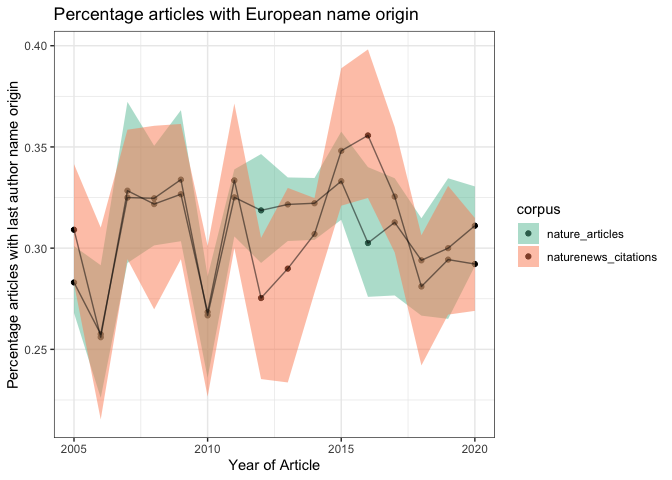 Percentage articles with European name origin
Percentage articles with last author name origin
0.40
0.35
0.30
0.25
2005
2010
2015
2020
Year of Article
corpus
nature_articles
naturenews_citations